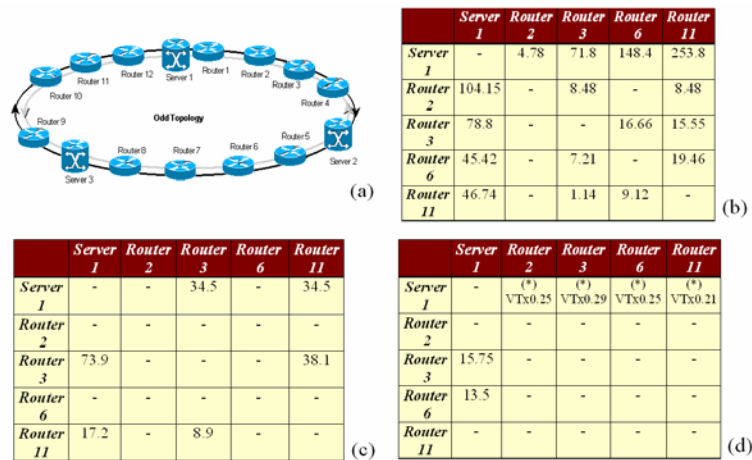 Router 11 Router 12 Server 1 Router 1 Router 2
Router 10 Router 3
Router 4
Router 9 Odd Topology
Server 3 Router 8 Router 7 Router 6 Router 5 Server 2
(a)
Server 1 Router 2 Router 3 Router 6 Router 11
Server 1 - 4.78 71.8 148.4 253.8
Router 2 104.15 - 8.48 - 8.48
Router 3 78.8 - - 16.66 15.55
Router 6 45.42 - 7.21 - 19.46
Router 11 46.74 - 1.14 9.12 -
(b)
Server 1 Router 2 Router 3 Router 6 Router 11
Server 1 - - 34.5 - 34.5
Router 2 - - - - -
Router 3 73.9 - - - 38.1
Router 6 - - - - -
Router 11 17.2 - 8.9 - -
(c)
Server 1 Router 2 Router 3 Router 6 Router 11
Server 1 - (*) VTx0.25 (*) VTx0.29 (*) VTx0.25 (*) VTx0.21
Router 2 - - - - -
Router 3 15.75 - - - -
Router 6 13.5 - - - -
Router 11 - - - - -
(d)